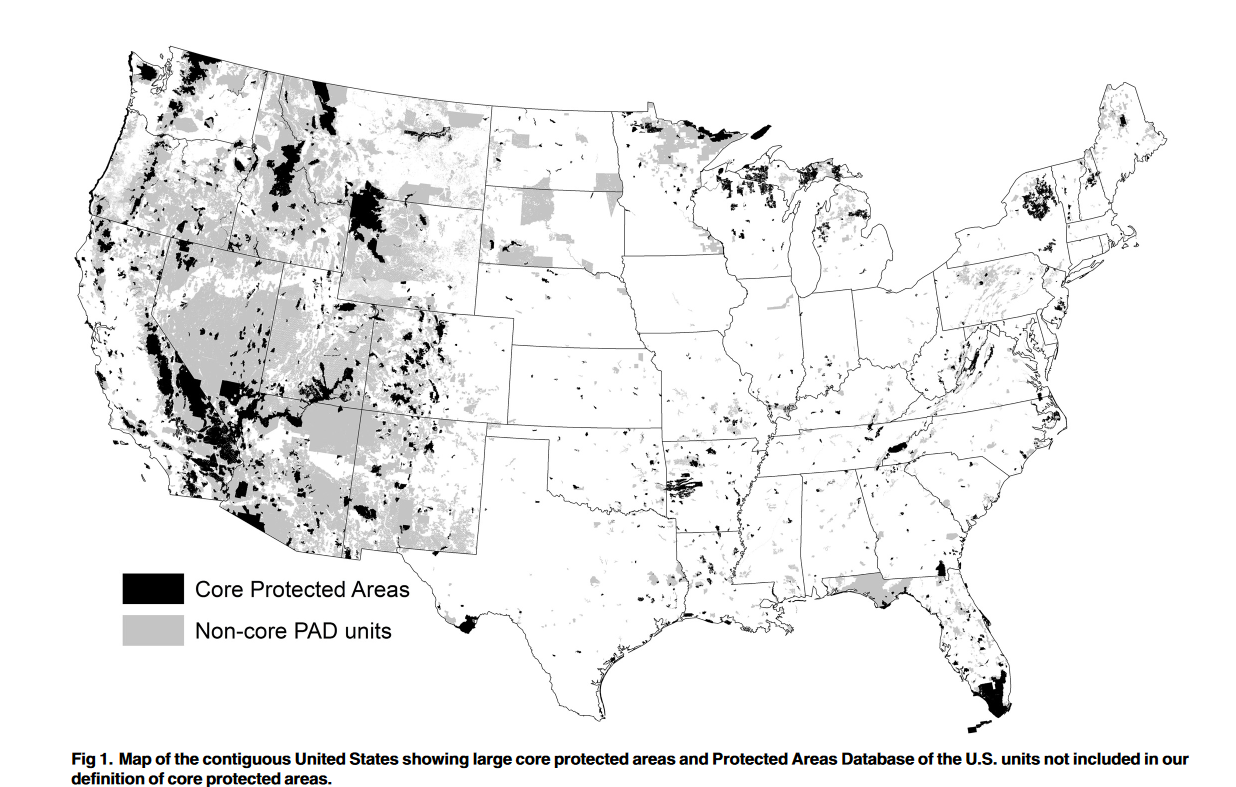 Core Protected Areas
Non-core PAD units
Fig 1. Map of the contiguous United States showing large core protected areas and Protected Areas Database of the U.S. units not included in our
definition of core protected areas.